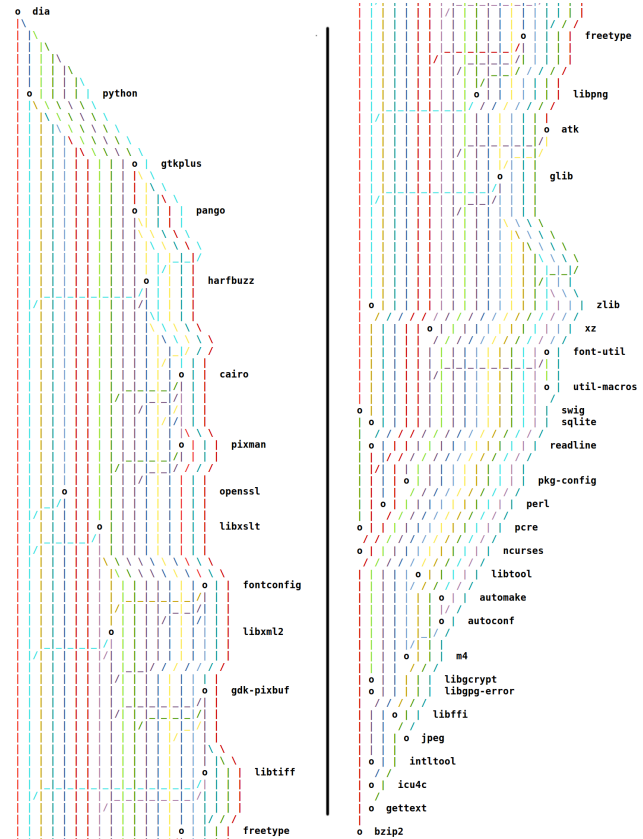 dia
python
gtkplus
pango
harfbuzz
cairo
pixman
openssl
libxslt
fontconfig
libxml2
gdk-pixbuf
libtiff
freetype
freetype
libpng
atk
glib
zlib
xz
font-util
util-macros
swig
sqlite
readline
pkg-config
perl
pcre
ncurses
libtool
automake
autoconf
m4
libgcrypt
libgpg-error
libffi
jpeg
intltool
icu4c
gettext
bzip2